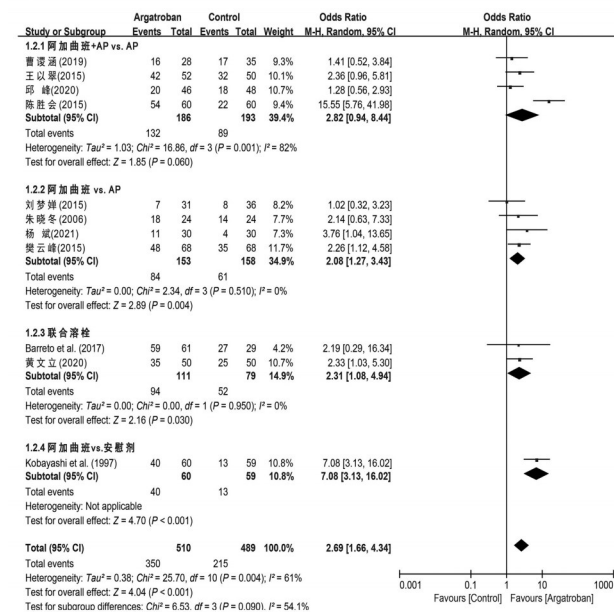 Argatroban Control Odds Ratio Odds Ratio
Study or Subgroup Events Total Events Total Weight M-H, Random, 95% CI M-H, Random, 95% CI
1.2.1 阿加曲班+AP vs. AP
曹谡涵(2019) 16 28 17 35 9.3% 1.41 [0.52, 3.84]
王以翠(2015) 42 52 32 50 9.7% 2.36 [0.96, 5.81]
邱 峰(2020) 20 46 18 48 10.7% 1.28 [0.56, 2.93]
陈胜会(2015) 54 60 22 60 9.7% 15.55 [5.76, 41.98]
Subtotal (95% CI) 186 193 39.4% 2.82 [0.94, 8.44]
Total events 132 89
Heterogeneity: Tau² = 1.03; Chi² = 16.86, df = 3 (P = 0.001); I² = 82%
Test for overall effect: Z = 1.85 (P = 0.060)
1.2.2 阿加曲班 vs. AP
刘梦婵(2015) 7 31 8 36 7.9% 1.02 [0.32, 3.23]
朱晓冬(2006) 18 24 14 24 7.4% 2.14 [0.63, 7.33]
杨 斌(2021) 11 30 4 30 7.2% 3.76 [1.04, 13.65]
樊云峰(2015) 48 68 35 68 12.4% 2.26 [1.12, 4.58]
Subtotal (95% CI) 153 158 34.9% 2.08 [1.27, 3.43]
Total events 84 61
Heterogeneity: Tau² = 0.00; Chi² = 2.34, df = 3 (P = 0.510); I² = 0%
Test for overall effect: Z = 2.89 (P = 0.004)
1.2.3 联合溶栓
Barreto et al. (2017) 59 61 27 29 4.2% 2.19 [0.29, 16.34]
黄文立(2020) 35 50 25 50 10.7% 2.33 [1.03, 5.30]
Subtotal (95% CI) 111 79 14.9% 2.31 [1.08, 4.94]
Total events 94 52
Heterogeneity: Tau² = 0.00; Chi² = 0.00, df = 1 (P = 0.950); I² = 0%
Test for overall effect: Z = 2.16 (P = 0.030)
1.2.4 阿加曲班vs.安慰剂
Kobayashi et al. (1997) 40 60 13 59 10.8% 7.08 [3.13, 16.02]
Subtotal (95% CI) 60 59 10.8% 7.08 [3.13, 16.02]
Total events 40 13
Heterogeneity: Not applicable
Test for overall effect: Z = 4.70 (P < 0.001)
Total (95% CI) 510 489 100.0% 2.69 [1.66, 4.34]
Total events 350 215
Heterogeneity: Tau² = 0.38; Chi² = 25.70, df = 10 (P = 0.004); I² = 61%
Test for overall effect: Z = 4.04 (P < 0.001)
Test for subgroup differences: Chi² = 6.53, df = 3 (P = 0.090), I² = 54.1%
0.001 0.1 1 10 1000
Favours [Control] Favours [Argatroban]